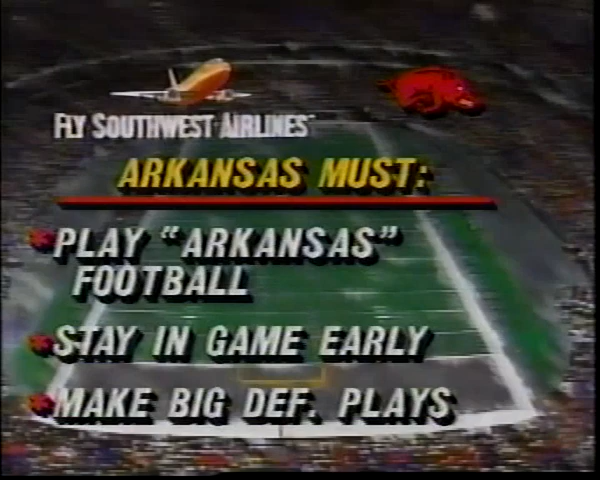 FLY SOUTHWEST AIRLINES
ARKANSAS MUST:
*PLAY "ARKANSAS"
FOOTBALL
*STAY IN GAME EARLY
*MAKE BIG DEF. PLAYS